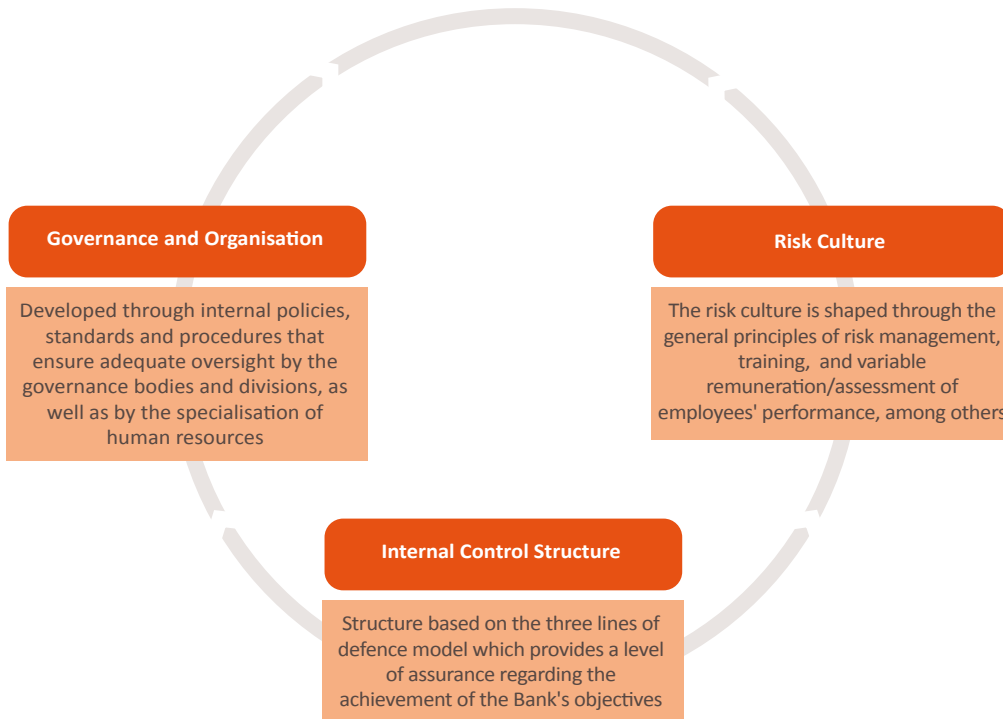 Governance and Organisation
Developed through internal policies,
standards and procedures that
ensure adequate oversight by the
governance bodies and divisions, as
well as by the specialisation of
human resources
Risk Culture
The risk culture is shaped through the
general principles of risk management,
training, and variable
remuneration/assessment of
employees' performance, among others
Internal Control Structure
Structure based on the three lines of
defence model which provides a level
of assurance regarding the
achievement of the Bank's objectives